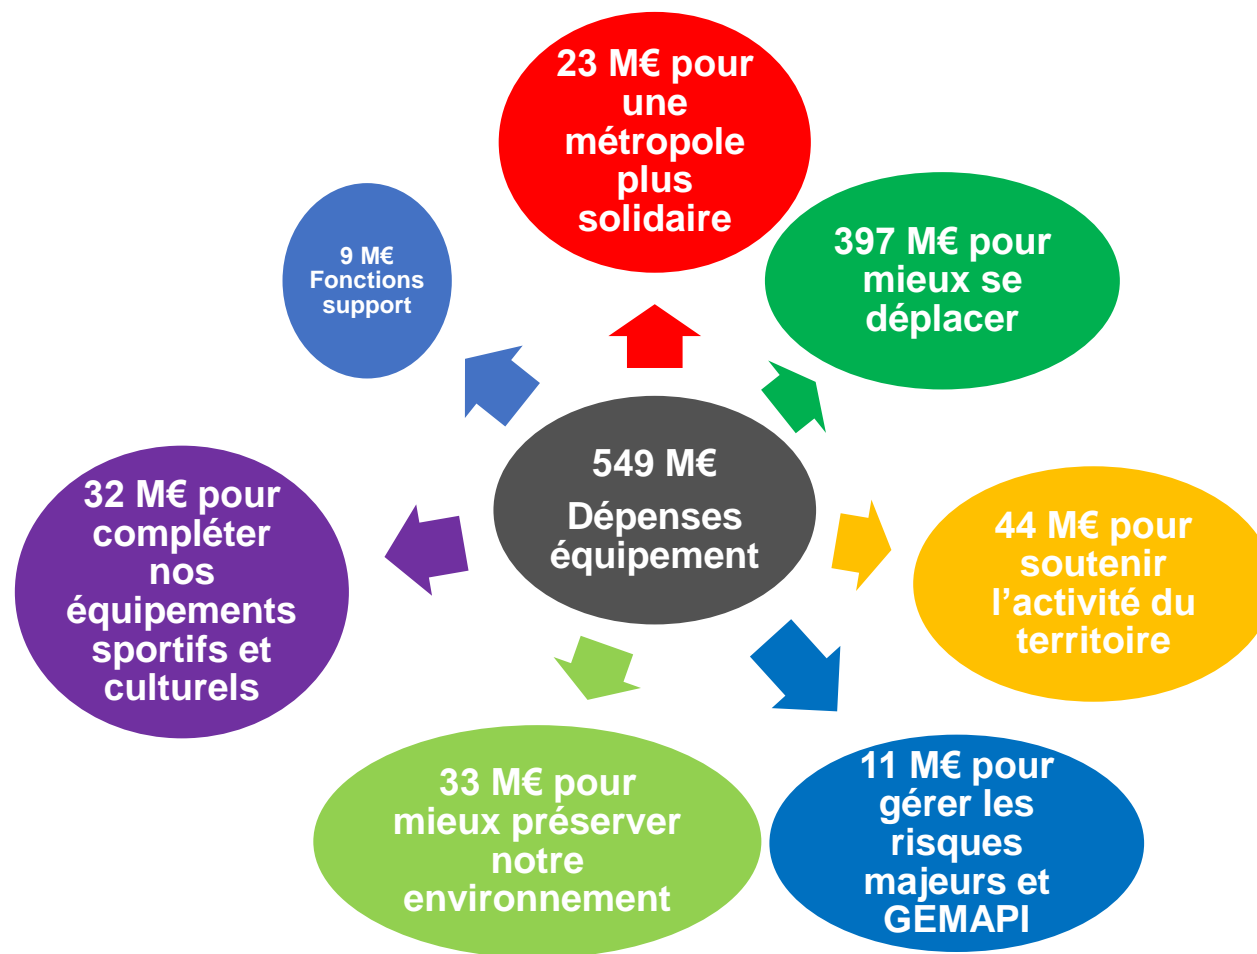 23 M€ pour
une
métropole
plus
solidaire
397 M€ pour
mieux se
déplacer
44 M€ pour
soutenir
l’activité du
territoire
11 M€ pour
gérer les
risques
majeurs et
GEMAPI
33 M€ pour
mieux préserver
notre
environnement
32 M€ pour
compléter
nos
équipements
sportifs et
culturels
9 M€
Fonctions
support
549 M€
Dépenses
équipement